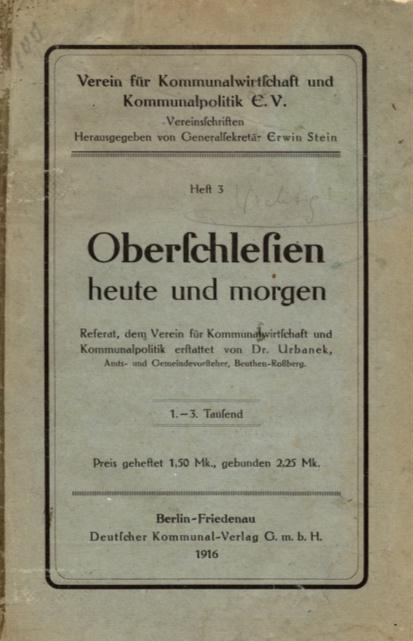 Verein für Kommunalwirtſchaft und
Kommunalpolitik E. V.
Vereinsſchriften
Herausgegeben von Generalſekretär Erwin Stein
Heft 3
Oberſchleſien
heute und morgen
Referat, dem Verein für Kommunalwirtſchaft und
Kommunalpolitik erſtattet von Dr. Urbanek,
Amts- und Gemeindevorſteher, Beuthen-Roßberg.
1.—3. Tauſend
Preis geheftet 1,50 Mk., gebunden 2,25 Mk.
Berlin-Friedenau
Deutſcher Kommunal-Verlag G. m. b. H.
1916